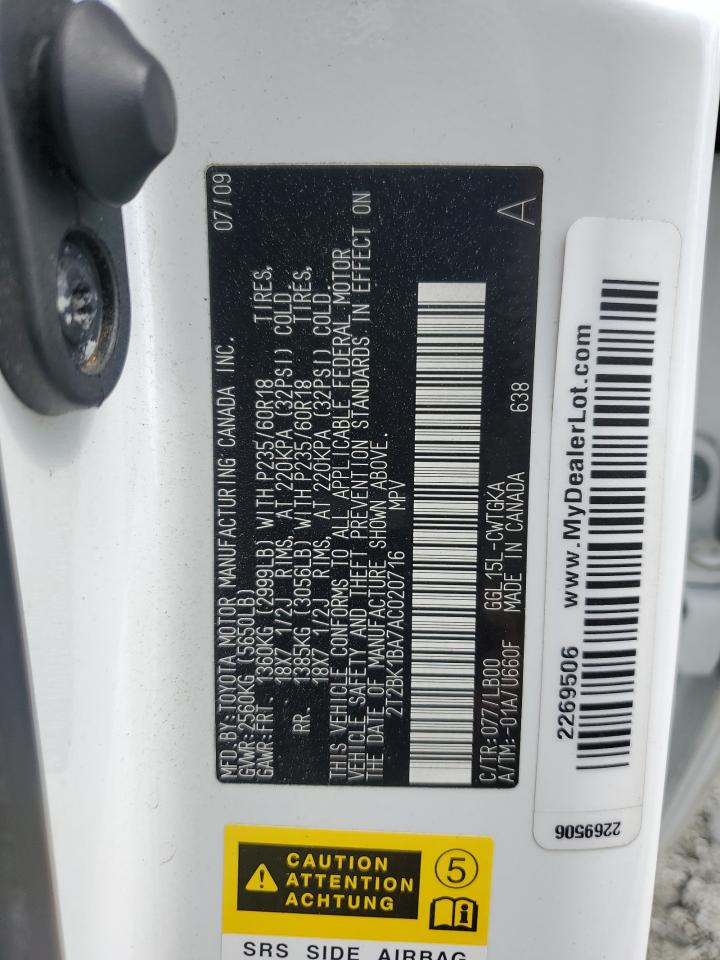 MFD. BY: TOYOTA MOTOR MANUFACTURING CANADA INC. 07/09
GVWR: 2560KG (5650LB)
GAWR: FRT 1360KG (2999LB) WITH P235/60R18 TIRES,
18X7 1/2J RIMS, AT 220KPA (32PSI) COLD
RR 1385KG (3056LB) WITH P235/60R18 TIRES,
18X7 1/2J RIMS, AT 220KPA (32PSI) COLD.
THIS VEHICLE CONFORMS TO ALL APPLICABLE FEDERAL MOTOR
VEHICLE SAFETY AND THEFT PREVENTION STANDARDS IN EFFECT ON
THE DATE OF MANUFACTURE SHOWN ABOVE.
2T2BK1BA7AC020716 MPV
C/TR: 077/LB00 GGL15L-CWTGKA
A/TM: -01A/U660F MADE IN CANADA 638 A
2269506 www.MyDealerLot.com
2269506
2269506
CAUTION
ATTENTION
ACHTUNG
5
SRS SIDE AIRBAG